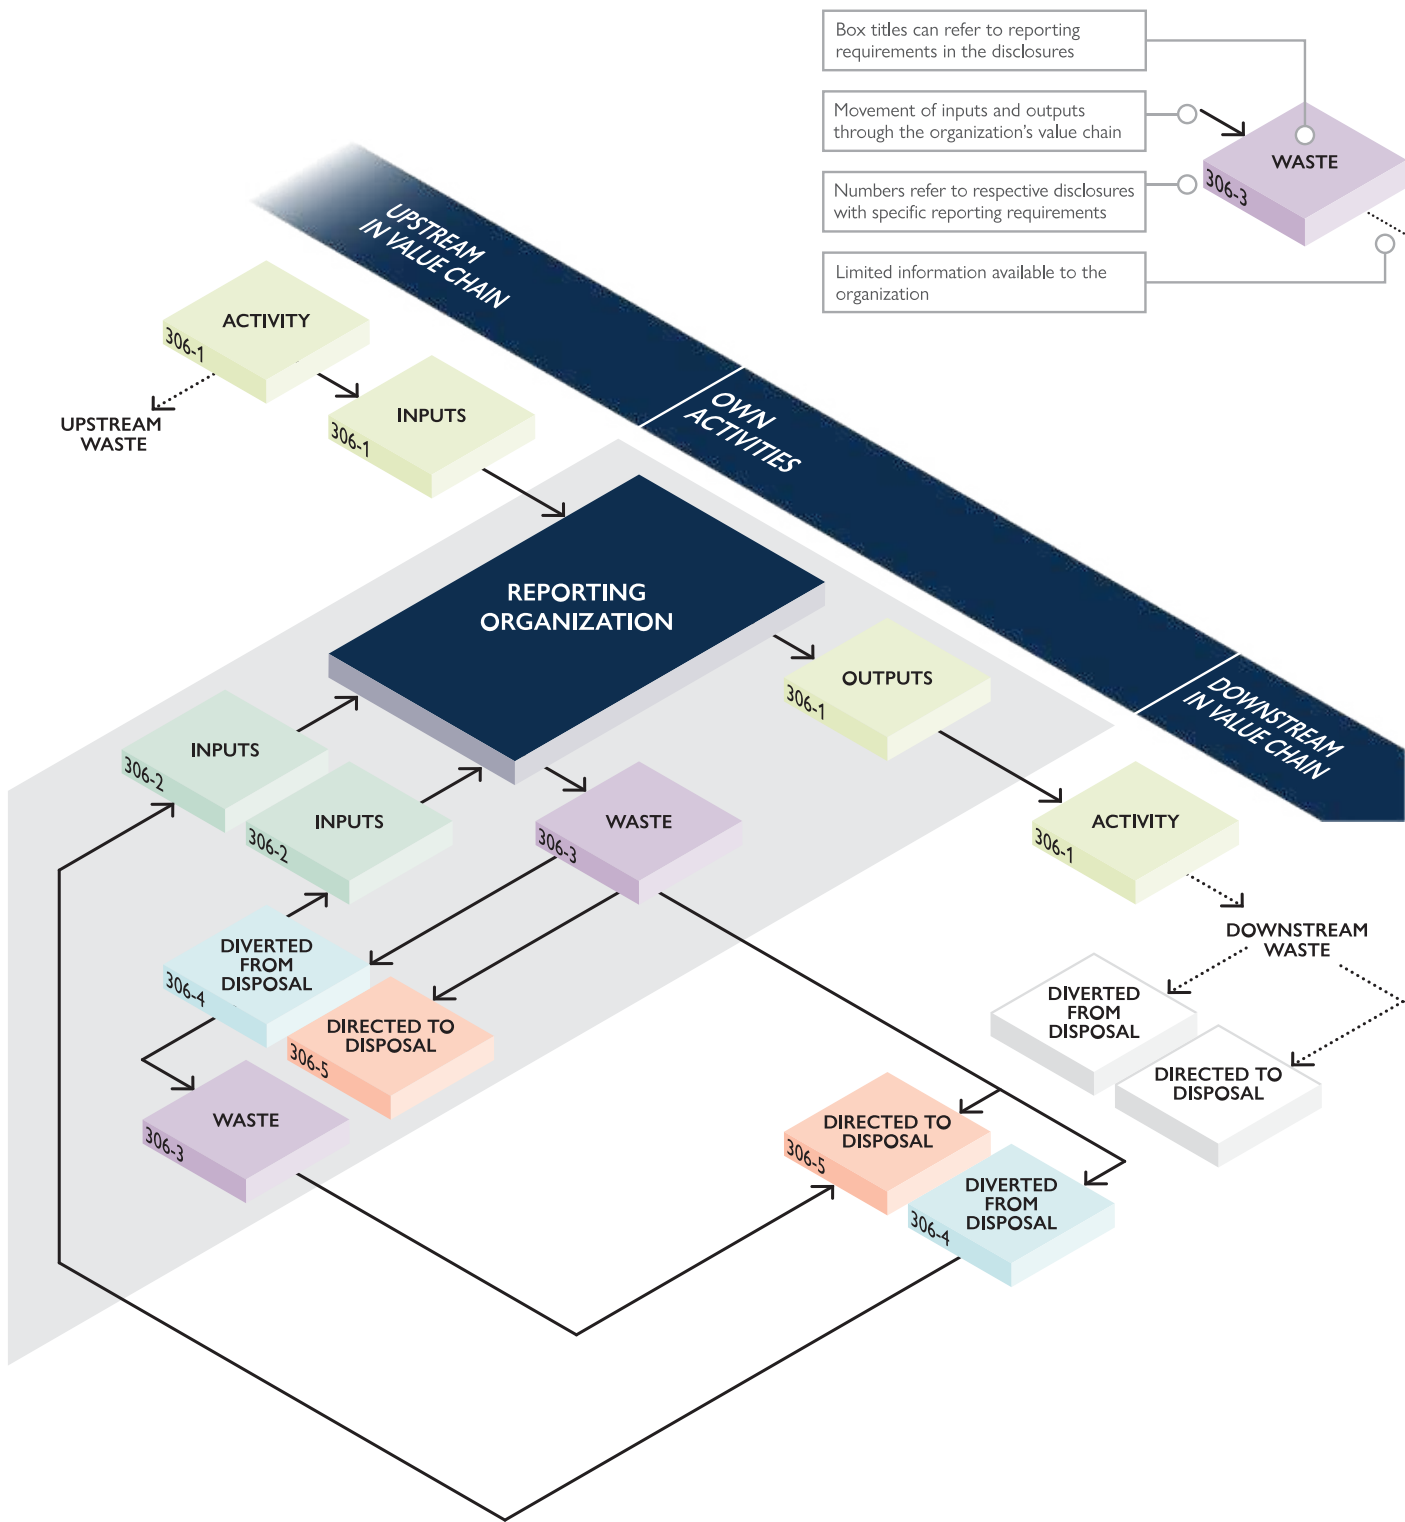 Box titles can refer to reporting
requirements in the disclosures
Movement of inputs and outputs
through the organization's value chain
Numbers refer to respective disclosures
with specific reporting requirements
Limited information available to the
organization
WASTE
306-3
UPSTREAM
IN VALUE CHAIN
OWN
ACTIVITIES
DOWNSTREAM
IN VALUE CHAIN
ACTIVITY
306-1
UPSTREAM
WASTE
INPUTS
306-1
REPORTING
ORGANIZATION
OUTPUTS
306-1
INPUTS
306-2
INPUTS
306-2
WASTE
306-3
ACTIVITY
306-1
DOWNSTREAM
WASTE
DIVERTED
FROM
DISPOSAL
306-4
DIRECTED TO
DISPOSAL
306-5
WASTE
306-3
DIVERTED
FROM
DISPOSAL
DIRECTED TO
DISPOSAL
DIRECTED TO
DISPOSAL
306-5
DIVERTED
FROM
DISPOSAL
306-4